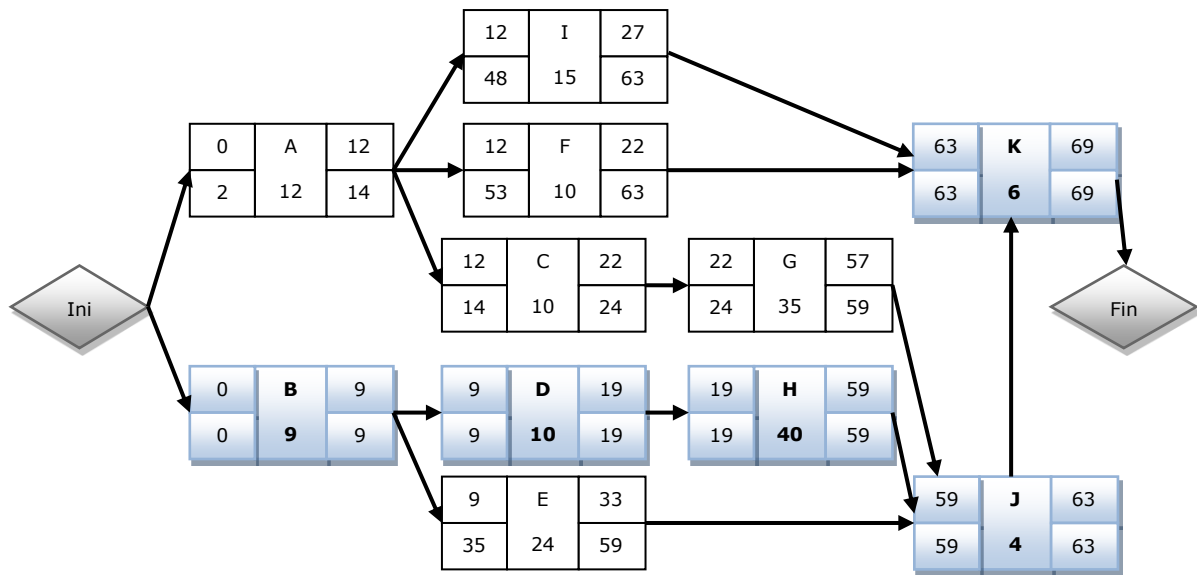 12 I 27
48 15 63
0 A 12
2 12 14
12 F 22
53 10 63
63 K 69
63 6 69
12 C 22
14 10 24
22 G 57
24 35 59
Ini
Fin
0 B 9
0 9 9
9 D 19
9 10 19
19 H 59
19 40 59
9 E 33
35 24 59
59 J 63
59 4 63